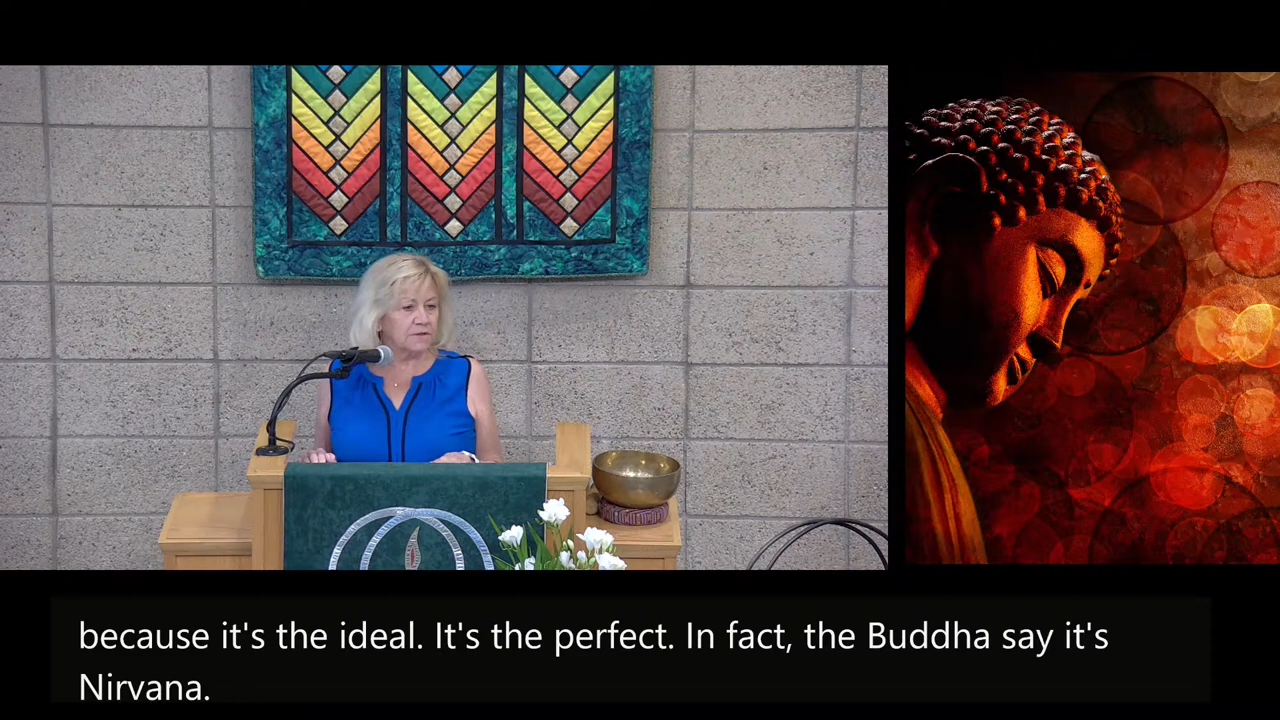 because it's the ideal. It's the perfect. In fact, the Buddha say it's
Nirvana.